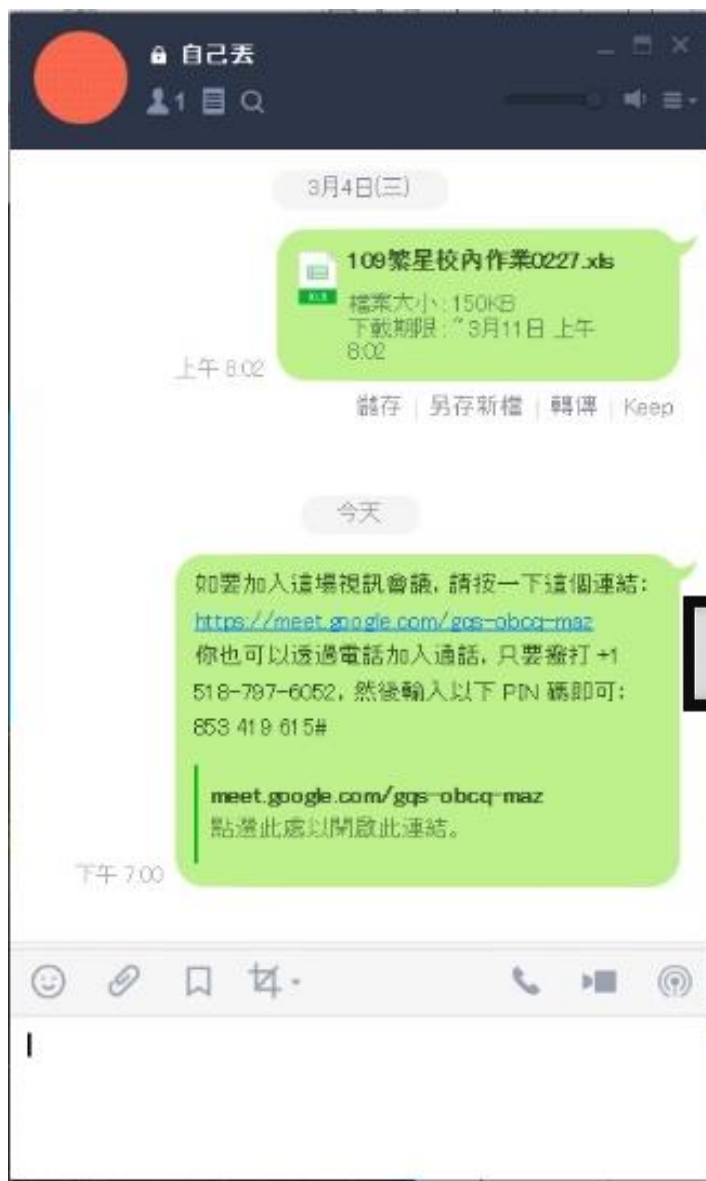 自己丟
1
3月4日(三)
109繁星校內作業0227.xls
XLS
檔案大小:150KB
下載期限:~3月11日 上午
8:02
上午 8:02
儲存 | 另存新檔 | 轉傳 | Keep
今天
如要加入這場視訊會議, 請按一下這個連結:
https://meet.google.com/gqs-obcq-maz
你也可以透過電話加入通話, 只要撥打 +1
518-797-6052, 然後輸入以下 PIN 碼即可:
853 419 615#
meet.google.com/gqs-obcq-maz
點選此處以開啟此連結。
下午 7:00